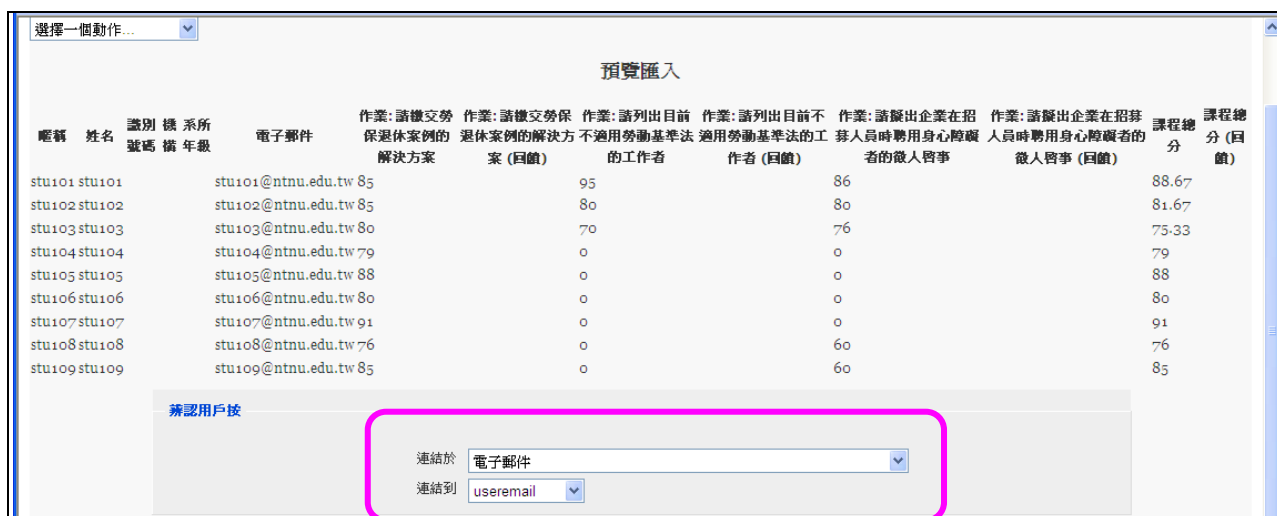 選擇一個動作...
預覽匯入
暱稱 姓名 識別號碼 機構 系所年級 電子郵件 作業: 請繳交勞保退休案例的解決方案 作業: 請繳交勞保退休案例的解決方案 (回饋) 作業: 請列出目前不適用勞動基準法的工作者 作業: 請列出目前不適用勞動基準法的工作者 (回饋) 作業: 請擬出企業在招募人員時聘用身心障礙者的徵人啓事 作業: 請擬出企業在招募人員時聘用身心障礙者的徵人啓事 (回饋) 課程總分 課程總分 (回饋)
stu101 stu101 stu101@ntnu.edu.tw 85 95 86 88.67
stu102 stu102 stu102@ntnu.edu.tw 85 80 80 81.67
stu103 stu103 stu103@ntnu.edu.tw 80 70 76 75.33
stu104 stu104 stu104@ntnu.edu.tw 79 0 0 79
stu105 stu105 stu105@ntnu.edu.tw 88 0 0 88
stu106 stu106 stu106@ntnu.edu.tw 80 0 0 80
stu107 stu107 stu107@ntnu.edu.tw 91 0 0 91
stu108 stu108 stu108@ntnu.edu.tw 76 0 60 76
stu109 stu109 stu109@ntnu.edu.tw 85 0 60 85
辨認用戶按
連結於 電子郵件
連結到 useremail